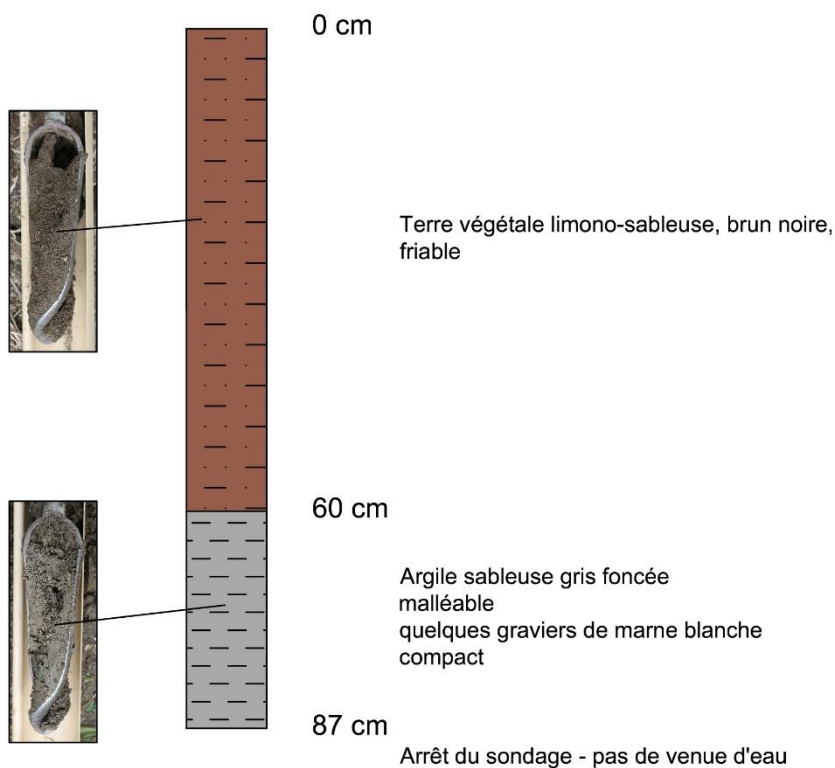 0 cm
Terre végétale limono-sableuse, brun noire,
friable
60 cm
Argile sableuse gris foncée
malléable
quelques graviers de marne blanche
compact
87 cm
Arrêt du sondage - pas de venue d'eau